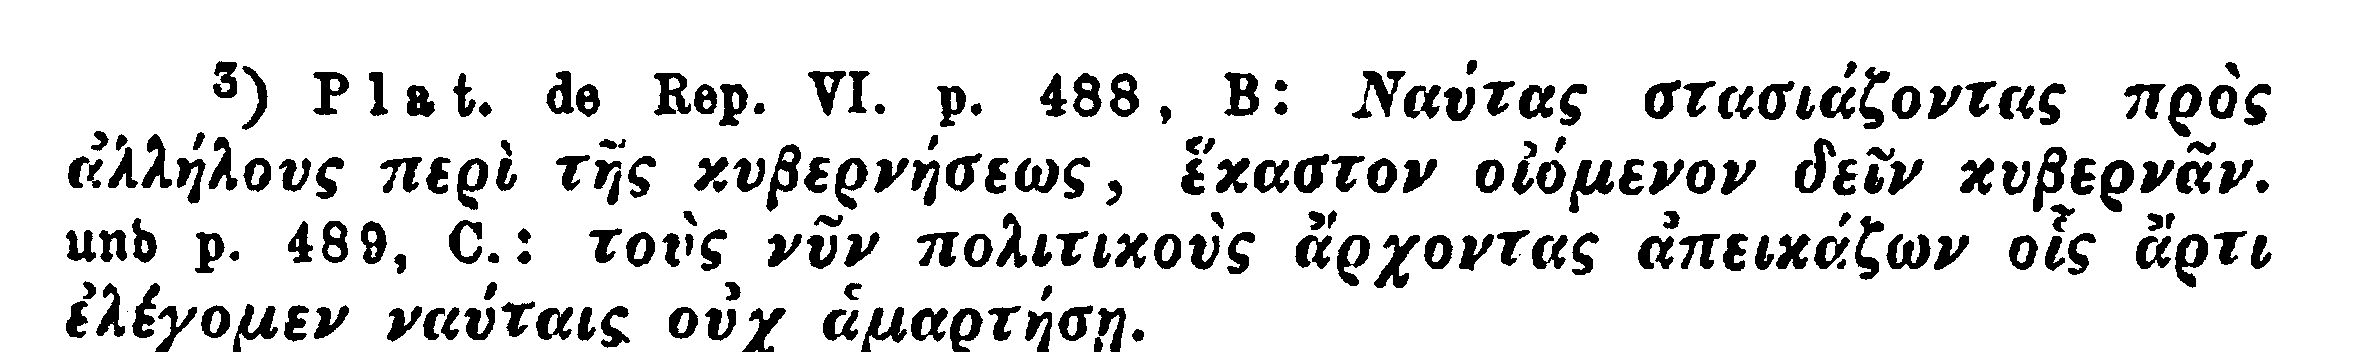 ³) Plat. de Rep. VI. p. 488, B: Ναύτας στασιάζοντας πρὸς
ἀλλήλους περὶ τῆς κυβερνήσεως, ἕκαστον οἰόμενον δεῖν κυβερνᾶν.
und p. 489, C.: τοὺς νῦν πολιτικοὺς ἄρχοντας ἀπεικάζων οἷς ἄρτι
ἐλέγομεν ναύταις οὐχ ἁμαρτήσῃ.